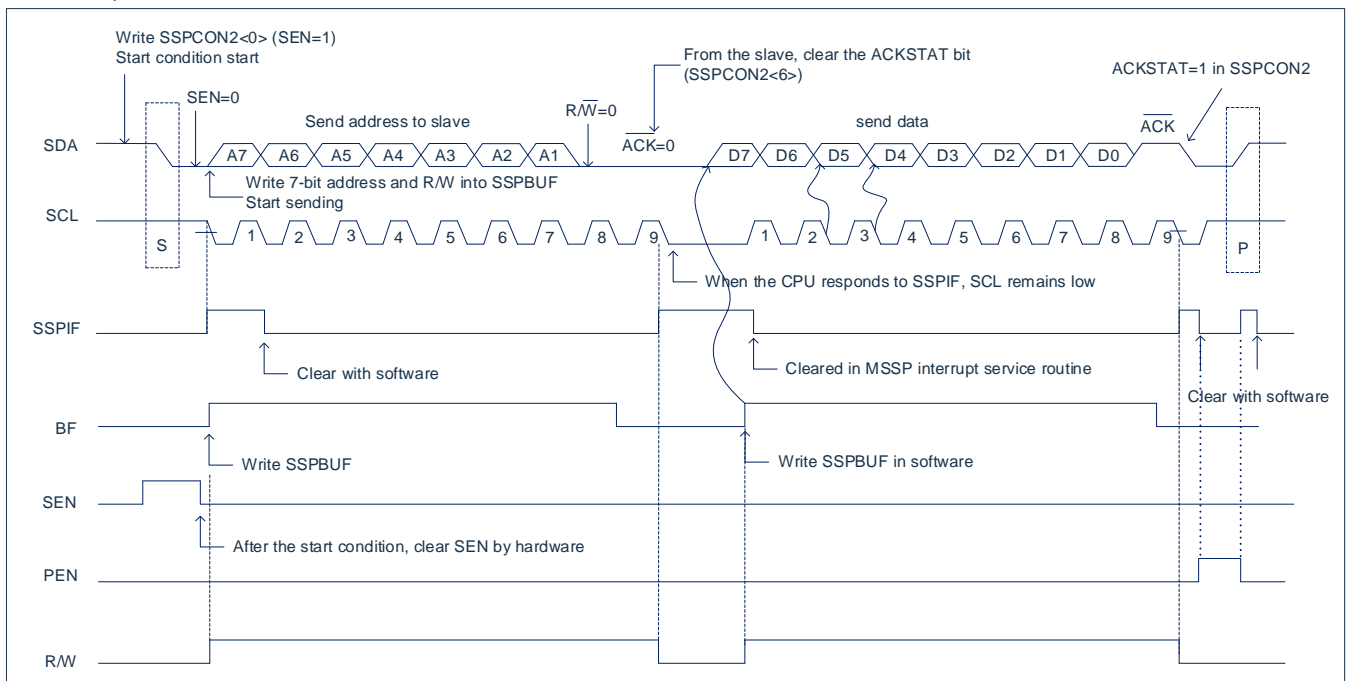 Write SSPCON2<0> (SEN=1)
Start condition start
From the slave, clear the ACKSTAT bit
(SSPCON2<6>)
ACKSTAT=1 in SSPCON2
SEN=0
Send address to slave
R/W̅=0
A̅C̅K̅=0
send data
A̅C̅K̅
SDA
A7 A6 A5 A4 A3 A2 A1
D7 D6 D5 D4 D3 D2 D1 D0
Write 7-bit address and R/W into SSPBUF
Start sending
SCL
S
1 2 3 4 5 6 7 8 9
1 2 3 4 5 6 7 8 9
P
When the CPU responds to SSPIF, SCL remains low
SSPIF
Clear with software
Cleared in MSSP interrupt service routine
Clear with software
BF
Write SSPBUF
Write SSPBUF in software
SEN
After the start condition, clear SEN by hardware
PEN
R/W